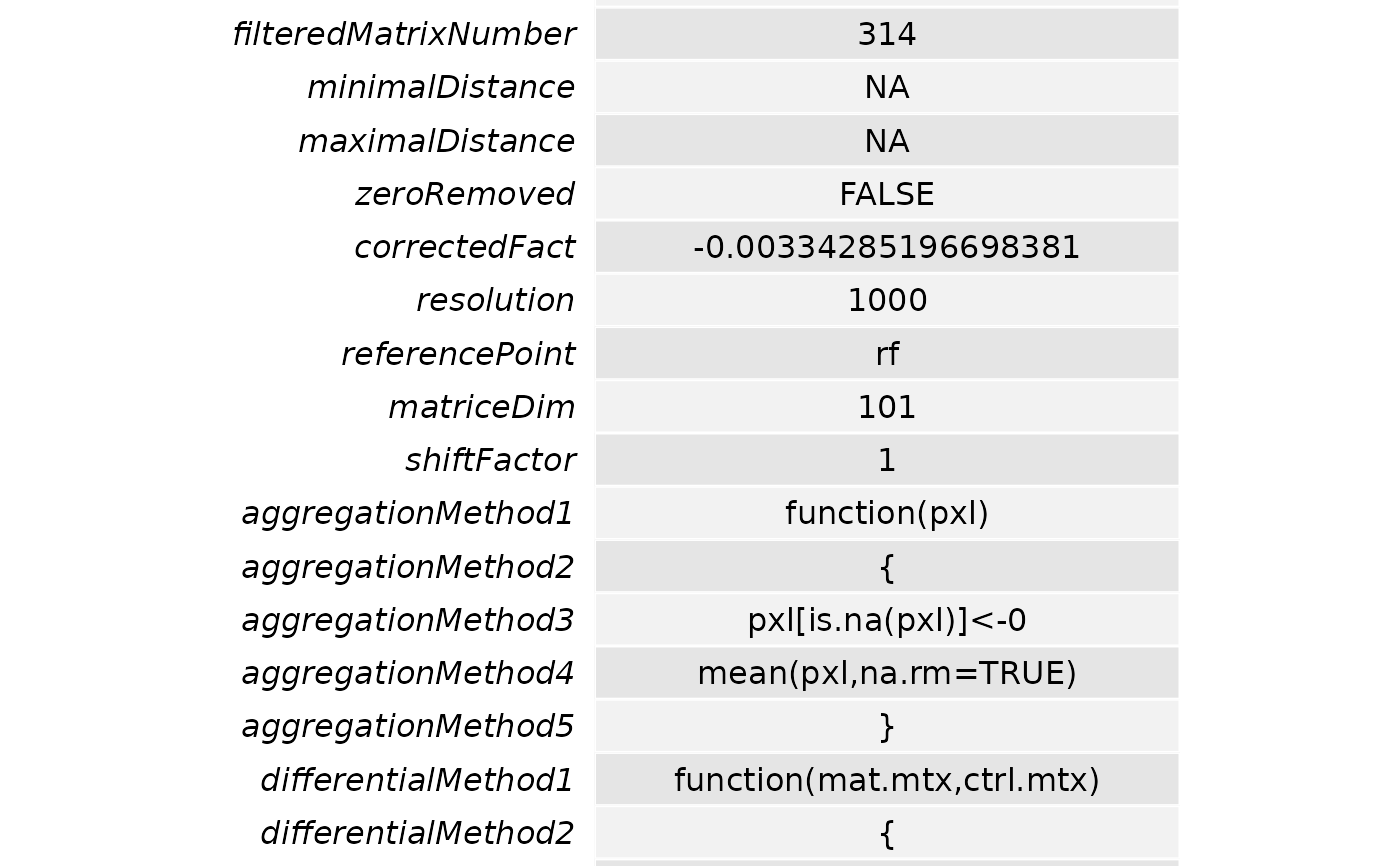 filteredMatrixNumber 314
minimalDistance NA
maximalDistance NA
zeroRemoved FALSE
correctedFact -0.00334285196698381
resolution 1000
referencePoint rf
matriceDim 101
shiftFactor 1
aggregationMethod1 function(pxl)
aggregationMethod2 {
aggregationMethod3 pxl[is.na(pxl)]<-0
aggregationMethod4 mean(pxl,na.rm=TRUE)
aggregationMethod5 }
differentialMethod1 function(mat.mtx,ctrl.mtx)
differentialMethod2 {